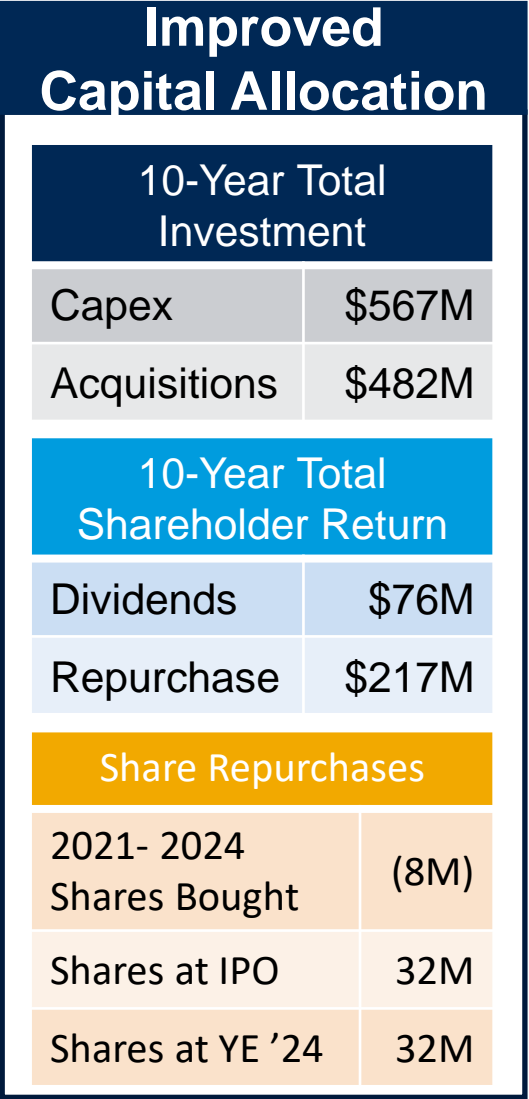 Improved
Capital Allocation
10-Year Total
Investment
Capex $567M
Acquisitions $482M
10-Year Total
Shareholder Return
Dividends $76M
Repurchase $217M
Share Repurchases
2021- 2024
Shares Bought (8M)
Shares at IPO 32M
Shares at YE ’24 32M